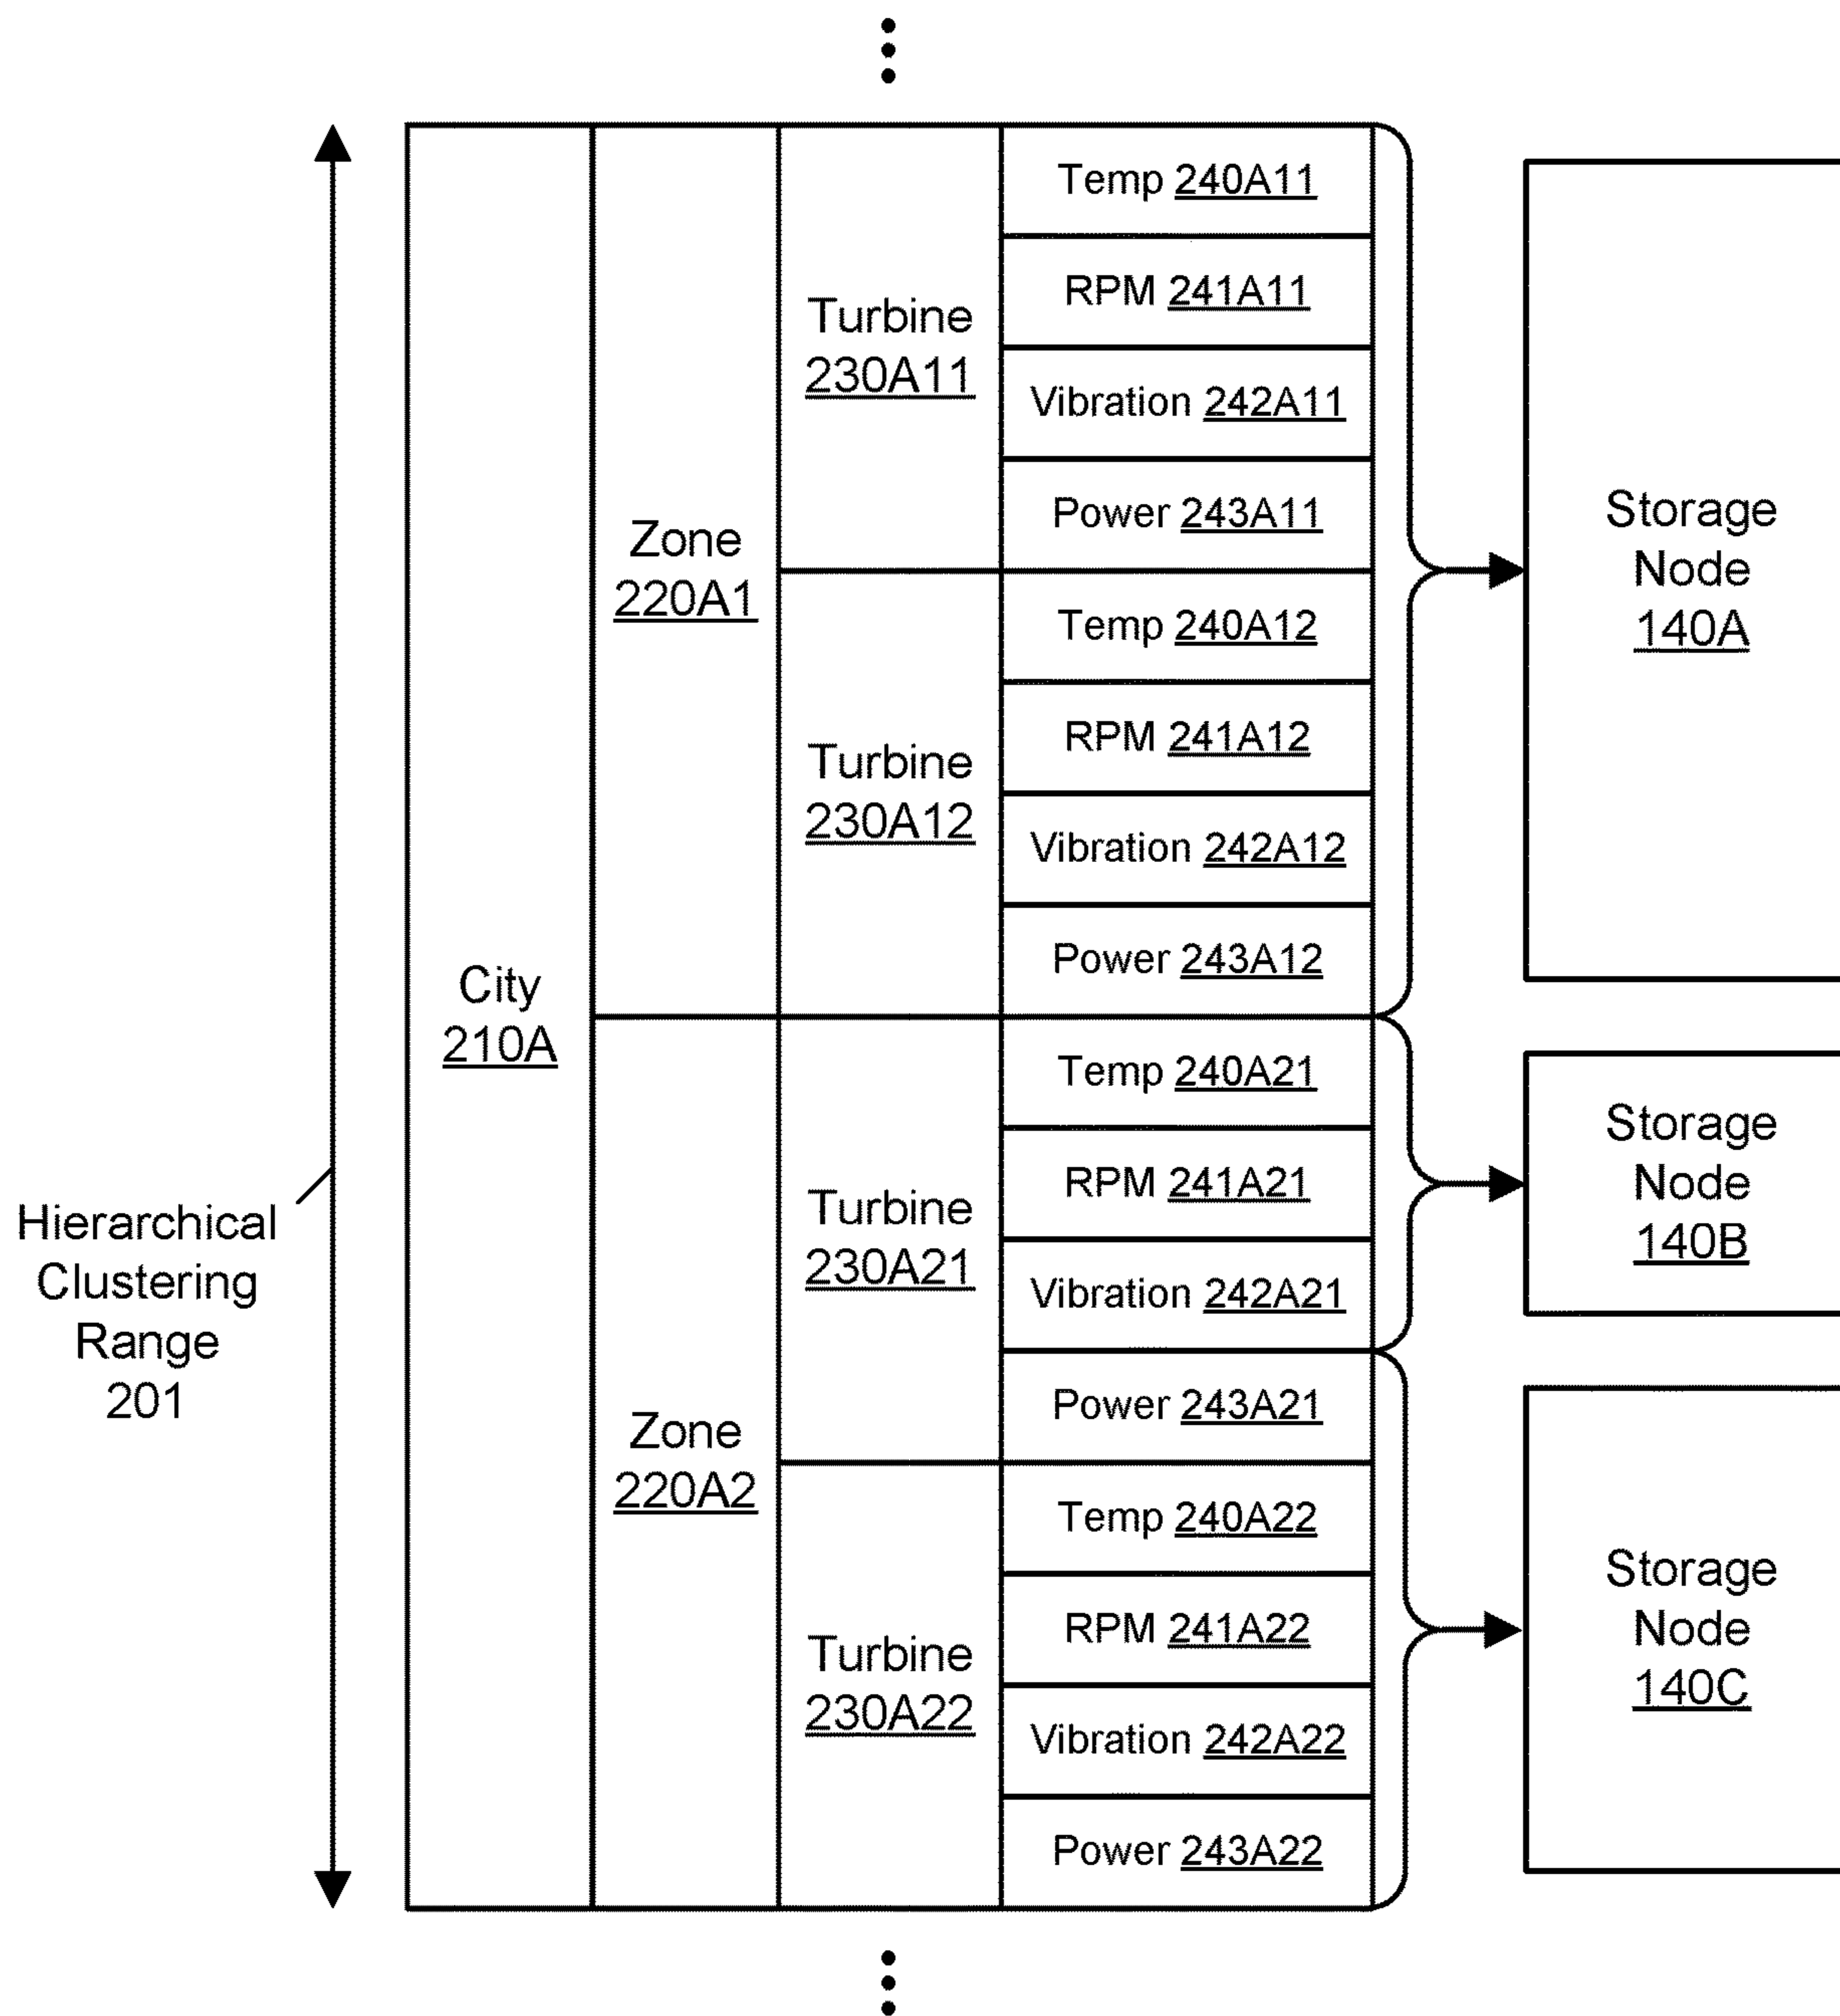 Hierarchical
Clustering
Range
201
City
210A
Zone
220A1
Turbine
230A11
Temp 240A11
RPM 241A11
Vibration 242A11
Power 243A11
Turbine
230A12
Temp 240A12
RPM 241A12
Vibration 242A12
Power 243A12
Zone
220A2
Turbine
230A21
Temp 240A21
RPM 241A21
Vibration 242A21
Power 243A21
Turbine
230A22
Temp 240A22
RPM 241A22
Vibration 242A22
Power 243A22
Storage
Node
140A
Storage
Node
140B
Storage
Node
140C